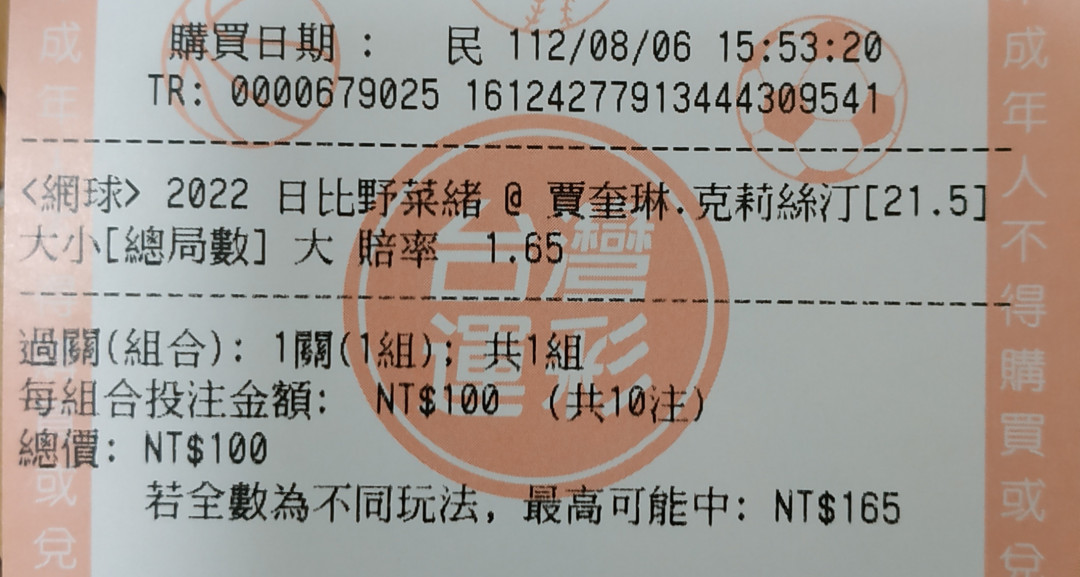 購買日期： 民 112/08/06 15:53:20
TR: 0000679025 16124277913444309541
<網球> 2022 日比野菜緒 @ 賈奎琳.克莉絲汀[21.5]
大小[總局數] 大 賠率 1.65
過關(組合): 1關(1組); 共1組
每組合投注金額: NT$100 (共10注)
總價: NT$100
若全數為不同玩法, 最高可能中: NT$165
台灣
運彩
成年
或兌
成年人不得購買或兌